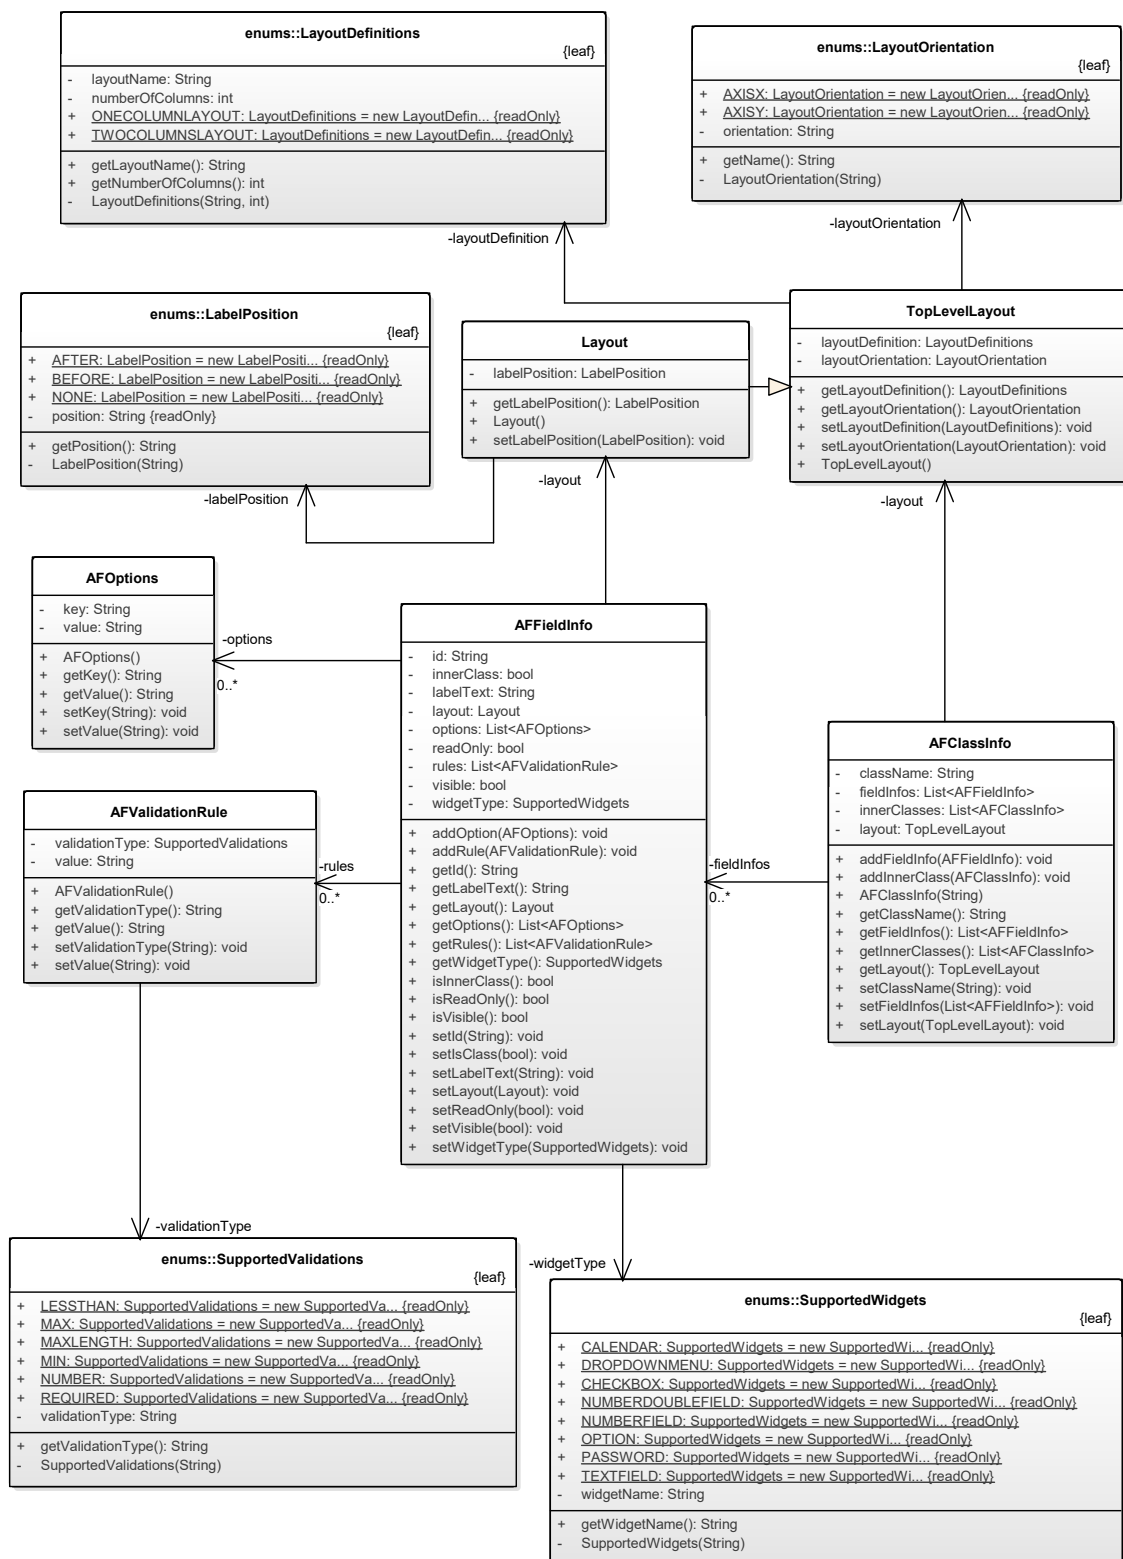 enums::LayoutDefinitions
{leaf}
- layoutName: String
- numberOfColumns: int
+ ONECOLUMNLAYOUT: LayoutDefinitions = new LayoutDefin... {readOnly}
+ TWOCOLUMNSLAYOUT: LayoutDefinitions = new LayoutDefin... {readOnly}
+ getLayoutName(): String
+ getNumberOfColumns(): int
- LayoutDefinitions(String, int)
enums::LayoutOrientation
{leaf}
+ AXISX: LayoutOrientation = new LayoutOrien... {readOnly}
+ AXISY: LayoutOrientation = new LayoutOrien... {readOnly}
- orientation: String
+ getName(): String
- LayoutOrientation(String)
-layoutDefinition
-layoutOrientation
enums::LabelPosition
{leaf}
+ AFTER: LabelPosition = new LabelPositi... {readOnly}
+ BEFORE: LabelPosition = new LabelPositi... {readOnly}
+ NONE: LabelPosition = new LabelPositi... {readOnly}
- position: String {readOnly}
+ getPosition(): String
- LabelPosition(String)
Layout
- labelPosition: LabelPosition
+ getLabelPosition(): LabelPosition
+ Layout()
+ setLabelPosition(LabelPosition): void
TopLevelLayout
- layoutDefinition: LayoutDefinitions
- layoutOrientation: LayoutOrientation
+ getLayoutDefinition(): LayoutDefinitions
+ getLayoutOrientation(): LayoutOrientation
+ setLayoutDefinition(LayoutDefinitions): void
+ setLayoutOrientation(LayoutOrientation): void
+ TopLevelLayout()
-labelPosition
-layout
-layout
AFOptions
- key: String
- value: String
+ AFOptions()
+ getKey(): String
+ getValue(): String
+ setKey(String): void
+ setValue(String): void
-options
0..*
AFFieldInfo
- id: String
- innerClass: bool
- labelText: String
- layout: Layout
- options: List<AFOptions>
- readOnly: bool
- rules: List<AFValidationRule>
- visible: bool
- widgetType: SupportedWidgets
+ addOption(AFOptions): void
+ addRule(AFValidationRule): void
+ getId(): String
+ getLabelText(): String
+ getLayout(): Layout
+ getOptions(): List<AFOptions>
+ getRules(): List<AFValidationRule>
+ getWidgetType(): SupportedWidgets
+ isInnerClass(): bool
+ isReadOnly(): bool
+ isVisible(): bool
+ setId(String): void
+ setIsClass(bool): void
+ setLabelText(String): void
+ setLayout(Layout): void
+ setReadOnly(bool): void
+ setVisible(bool): void
+ setWidgetType(SupportedWidgets): void
AFClassInfo
- className: String
- fieldInfos: List<AFFieldInfo>
- innerClasses: List<AFClassInfo>
- layout: TopLevelLayout
+ addFieldInfo(AFFieldInfo): void
+ addInnerClass(AFClassInfo): void
+ AFClassInfo(String)
+ getClassName(): String
+ getFieldInfos(): List<AFFieldInfo>
+ getInnerClasses(): List<AFClassInfo>
+ getLayout(): TopLevelLayout
+ setClassName(String): void
+ setFieldInfos(List<AFFieldInfo>): void
+ setLayout(TopLevelLayout): void
AFValidationRule
- validationType: SupportedValidations
- value: String
+ AFValidationRule()
+ getValidationType(): String
+ getValue(): String
+ setValidationType(String): void
+ setValue(String): void
-rules
0..*
-fieldInfos
0..*
-validationType
-widgetType
enums::SupportedValidations
{leaf}
+ LESSTHAN: SupportedValidations = new SupportedVa... {readOnly}
+ MAX: SupportedValidations = new SupportedVa... {readOnly}
+ MAXLENGTH: SupportedValidations = new SupportedVa... {readOnly}
+ MIN: SupportedValidations = new SupportedVa... {readOnly}
+ NUMBER: SupportedValidations = new SupportedVa... {readOnly}
+ REQUIRED: SupportedValidations = new SupportedVa... {readOnly}
- validationType: String
+ getValidationType(): String
- SupportedValidations(String)
enums::SupportedWidgets
{leaf}
+ CALENDAR: SupportedWidgets = new SupportedWi... {readOnly}
+ DROPDOWNMENU: SupportedWidgets = new SupportedWi... {readOnly}
+ CHECKBOX: SupportedWidgets = new SupportedWi... {readOnly}
+ NUMBERDOUBLEFIELD: SupportedWidgets = new SupportedWi... {readOnly}
+ NUMBERFIELD: SupportedWidgets = new SupportedWi... {readOnly}
+ OPTION: SupportedWidgets = new SupportedWi... {readOnly}
+ PASSWORD: SupportedWidgets = new SupportedWi... {readOnly}
+ TEXTFIELD: SupportedWidgets = new SupportedWi... {readOnly}
- widgetName: String
+ getWidgetName(): String
- SupportedWidgets(String)